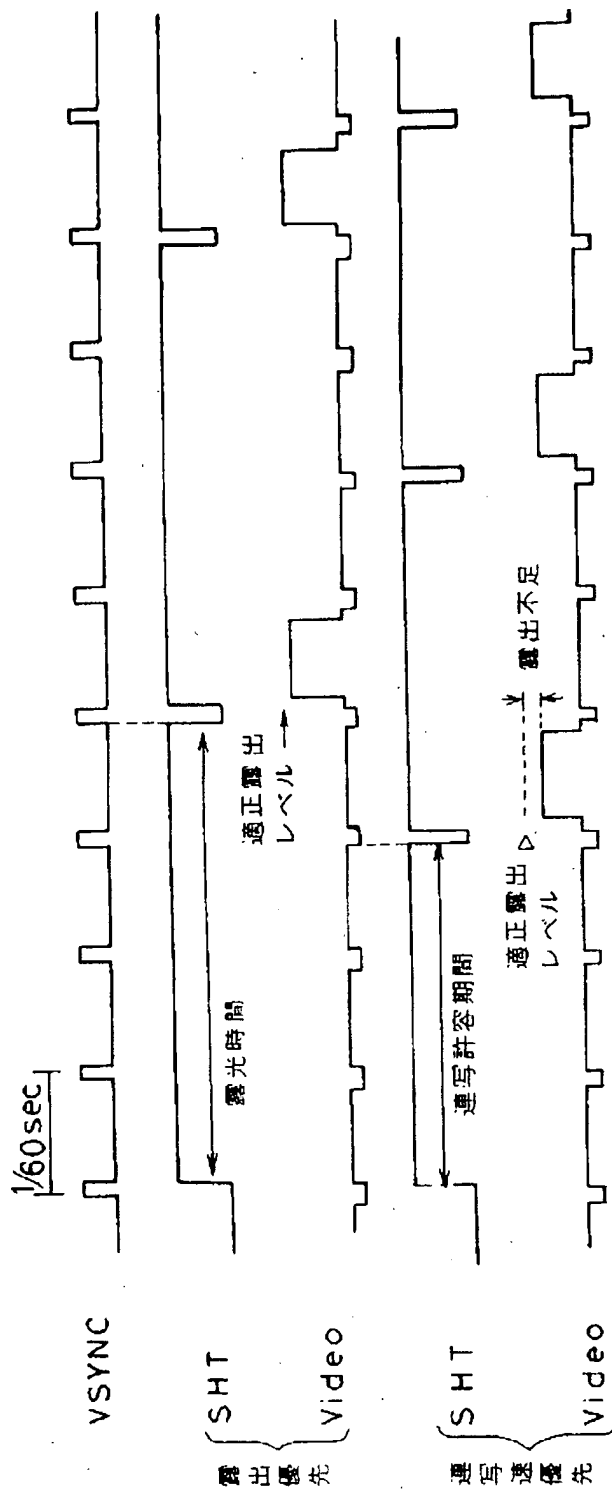 1/60sec
VSYNC
露出優先
SHT
露光時間
Video
適正露出
レベル
連写速優先
SHT
連写許容期間
Video
適正露出
レベル
露出不足